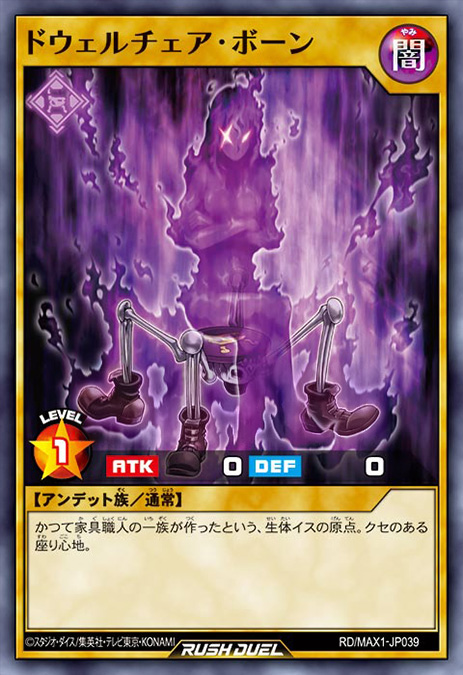 ドウェルチェア・ボーン
やみ
闇
LEVEL
1
ATK 0 DEF 0
【アンデット族／通常】
かつて家具職人の一族が作ったという、生体イスの原点。クセのある
座り心地。
©スタジオ・ダイス/集英社・テレビ東京・KONAMI
RUSH DUEL
RD/MAX1-JP039